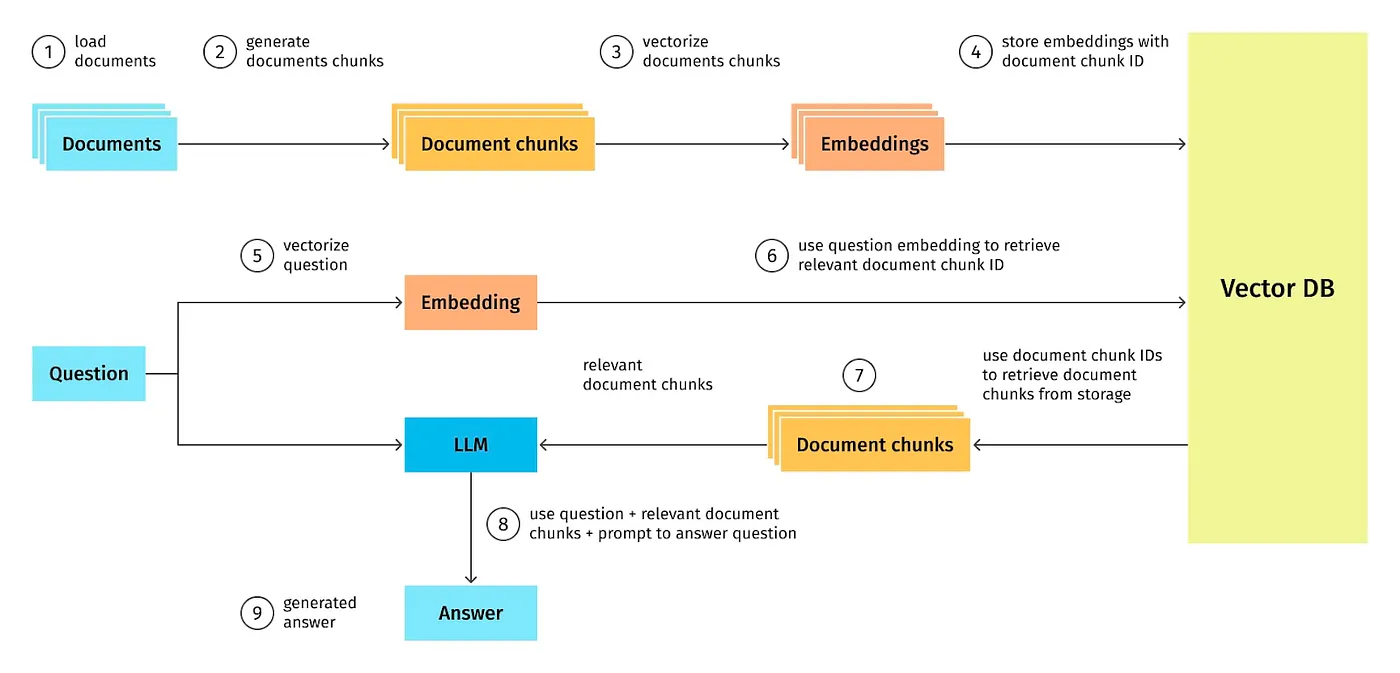 1
load
documents
2
generate
documents chunks
3
vectorize
documents chunks
4
store embeddings with
document chunk ID
Documents
Document chunks
Embeddings
Vector DB
5
vectorize
question
6
use question embedding to retrieve
relevant document chunk ID
Embedding
Question
relevant
document chunks
7
use document chunk IDs
to retrieve document
chunks from storage
LLM
Document chunks
8
use question + relevant document
chunks + prompt to answer question
9
generated
answer
Answer